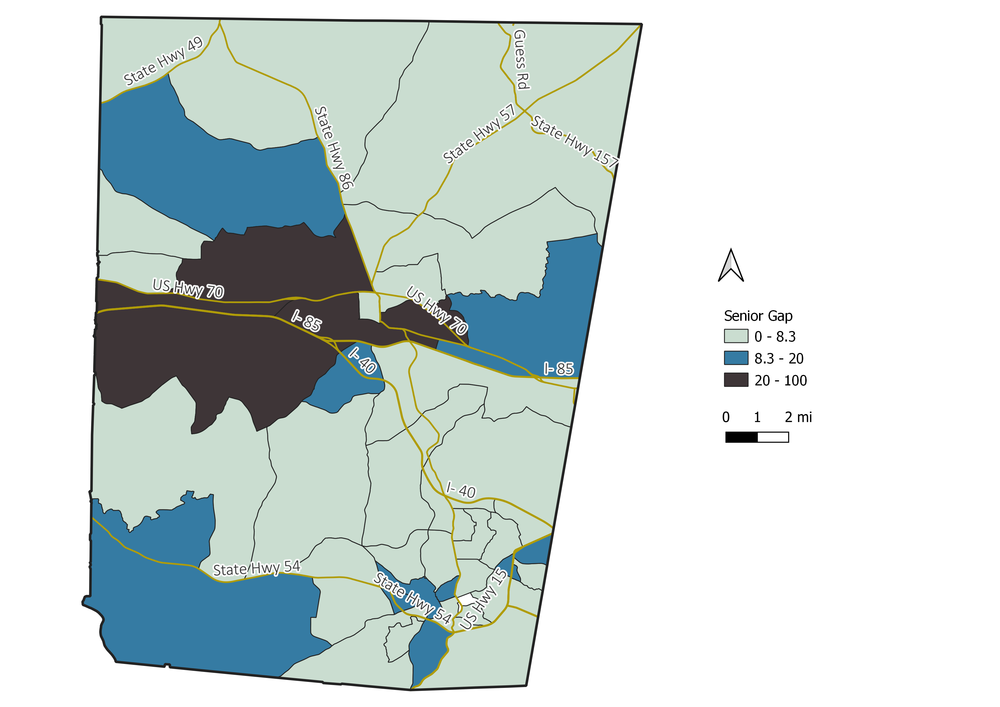 State Hwy 49
Guess Rd
State Hwy 86
State Hwy 57
State Hwy 157
US Hwy 70
US Hwy 70
I- 85
I- 40
I- 85
I- 40
State Hwy 54
State Hwy 54
US Hwy 15
Senior Gap
0 - 8.3
8.3 - 20
20 - 100
0 1 2 mi